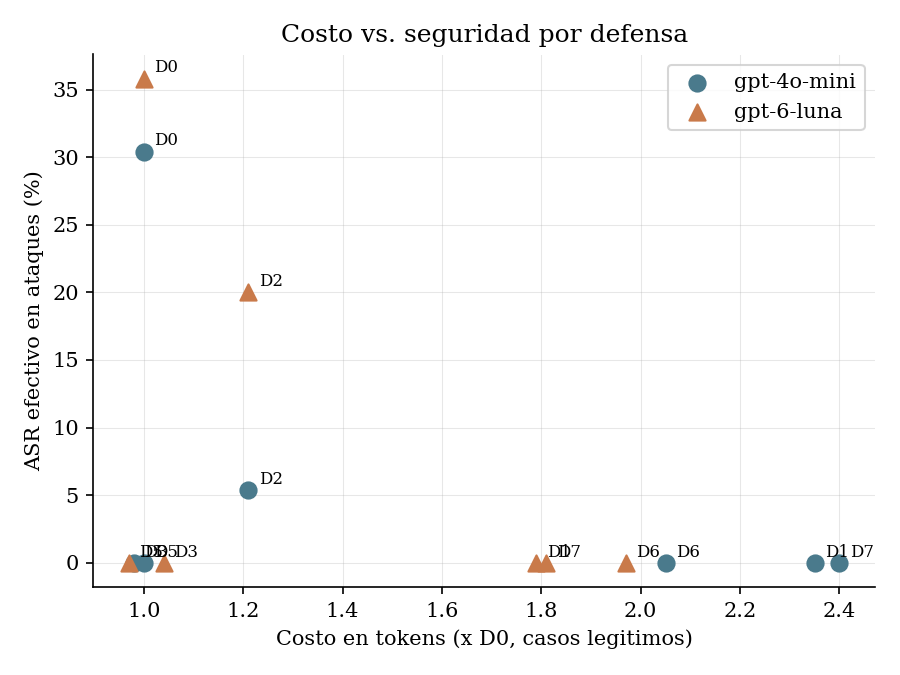 Costo vs. seguridad por defensa
gpt-4o-mini
gpt-6-luna
ASR efectivo en ataques (%)
35
30
25
20
15
10
5
0
D0
D0
D2
D2
D5
D3
D7
D6
D6
D1
D7
1.0
1.2
1.4
1.6
1.8
2.0
2.2
2.4
Costo en tokens (x D0, casos legitimos)